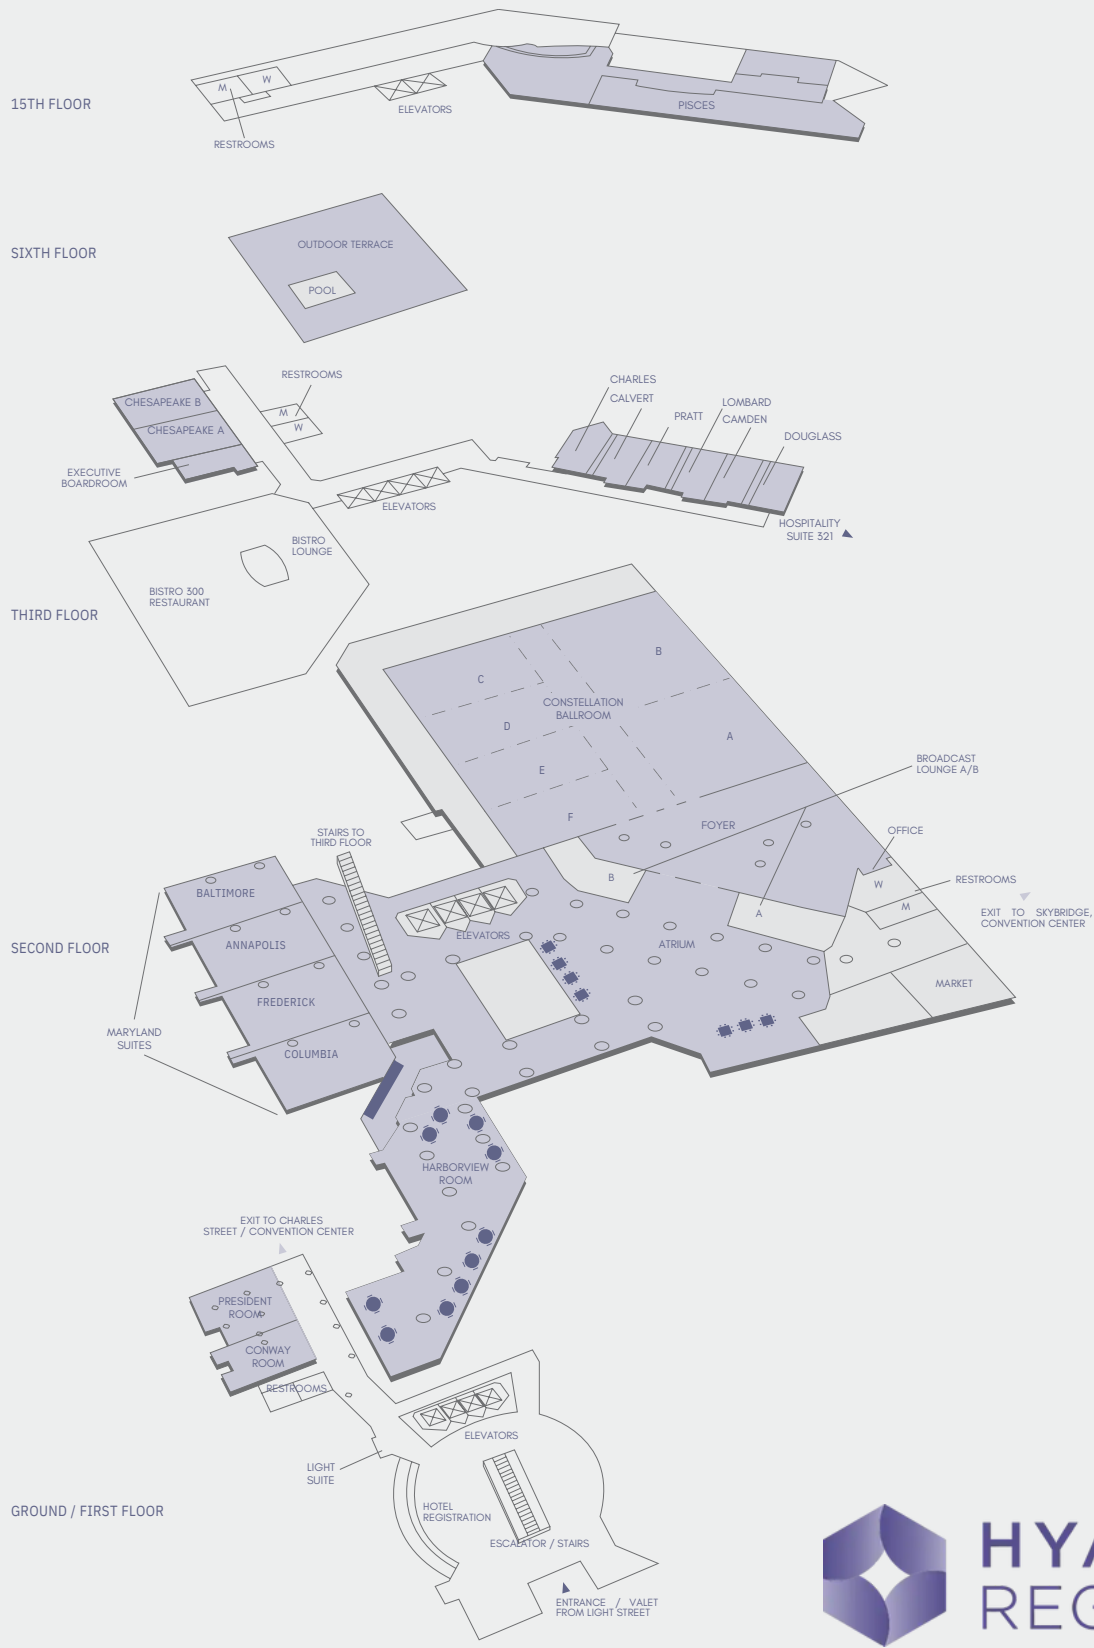 15TH FLOOR
M
W
RESTROOMS
ELEVATORS
PISCES
SIXTH FLOOR
OUTDOOR TERRACE
POOL
THIRD FLOOR
CHESAPEAKE B
CHESAPEAKE A
EXECUTIVE
BOARDROOM
RESTROOMS
M
W
ELEVATORS
CHARLES
CALVERT
PRATT
LOMBARD
CAMDEN
DOUGLASS
HOSPITALITY
SUITE 321
BISTRO
LOUNGE
BISTRO 300
RESTAURANT
SECOND FLOOR
B
C
CONSTELLATION
BALLROOM
D
A
E
F
FOYER
BROADCAST
LOUNGE A/B
OFFICE
B
W
RESTROOMS
M
A
EXIT TO SKYBRIDGE,
CONVENTION CENTER
STAIRS TO
THIRD FLOOR
BALTIMORE
ANNAPOLIS
FREDERICK
COLUMBIA
MARYLAND
SUITES
ELEVATORS
ATRIUM
MARKET
HARBORVIEW
ROOM
GROUND / FIRST FLOOR
EXIT TO CHARLES
STREET / CONVENTION CENTER
PRESIDENT
ROOM
CONWAY
ROOM
RESTROOMS
ELEVATORS
LIGHT
SUITE
HOTEL
REGISTRATION
ESCALATOR / STAIRS
ENTRANCE / VALET
FROM LIGHT STREET
HYA
REG